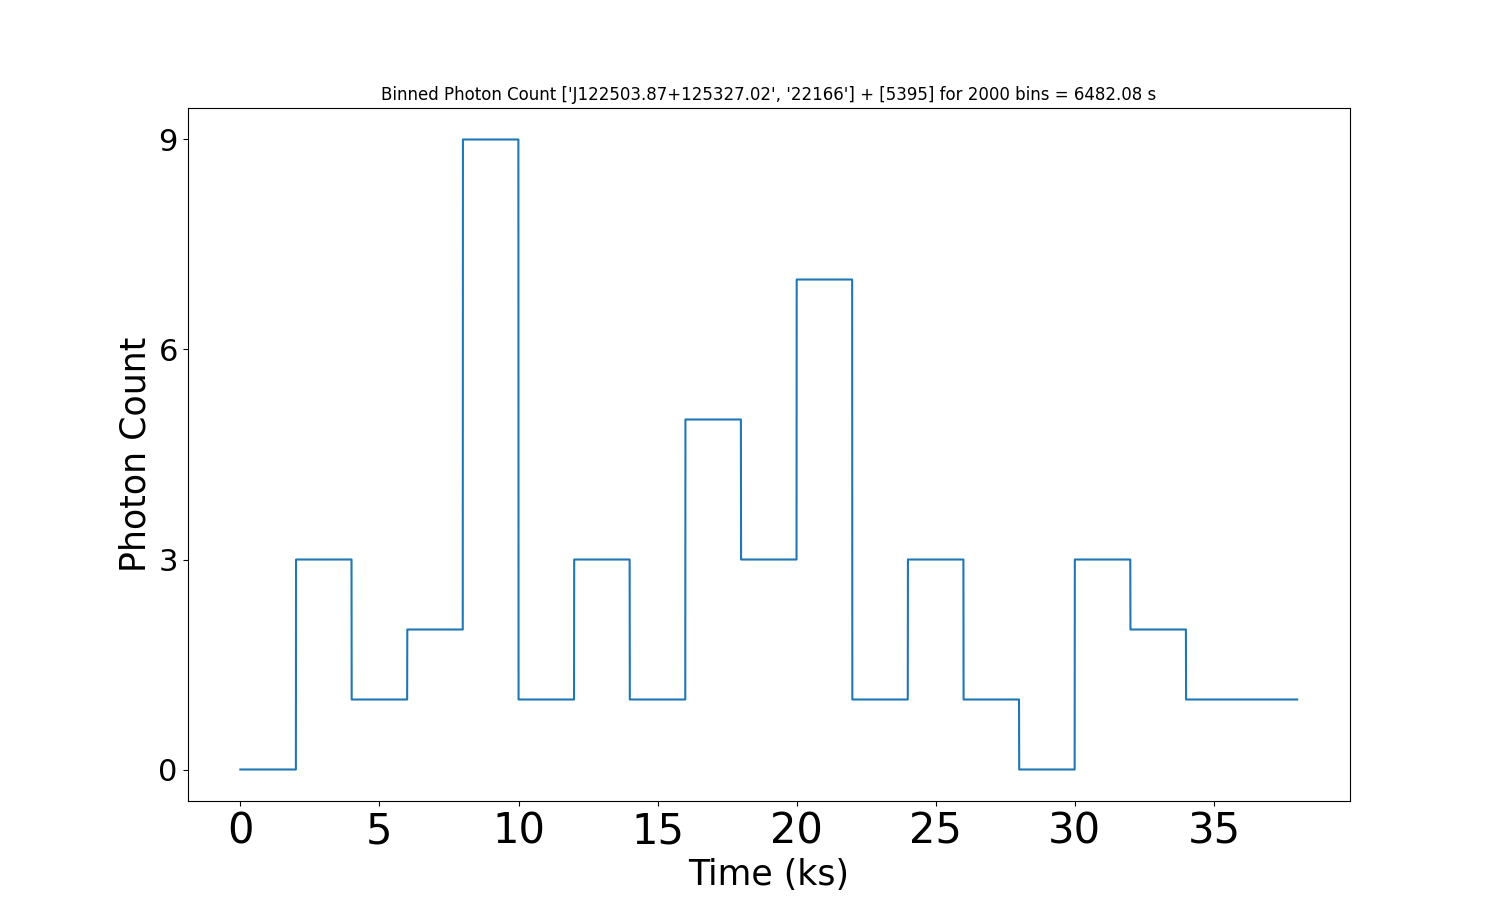 Binned Photon Count ['J122503.87+125327.02', '22166'] + [5395] for 2000 bins = 6482.08 s
9
6
3
0
Photon Count
0 5 10 15 20 25 30 35
Time (ks)